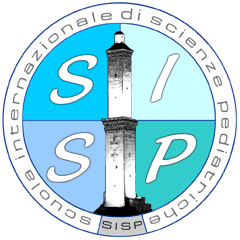 scuola internazionale di scienze pediatriche
S I
S P
SISP